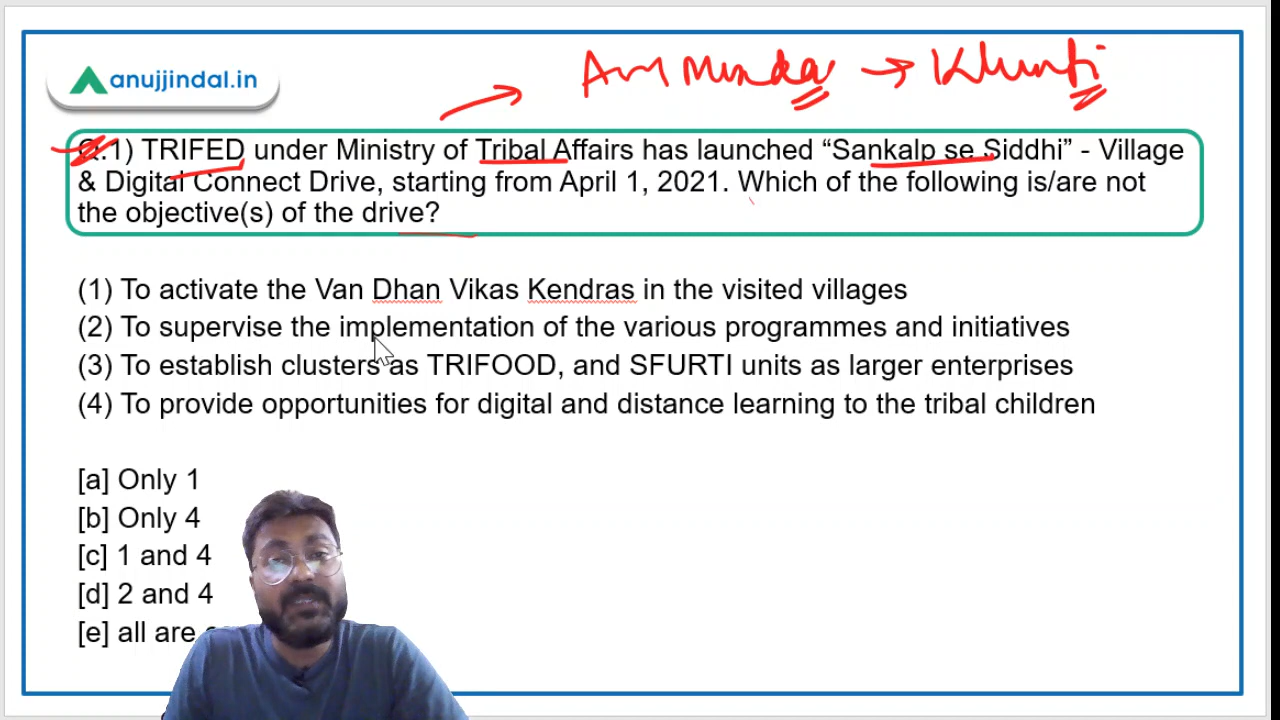 Arjun Munda → Khunti
anujjindal.in
Q.1) TRIFED under Ministry of Tribal Affairs has launched “Sankalp se Siddhi” - Village
& Digital Connect Drive, starting from April 1, 2021. Which of the following is/are not
the objective(s) of the drive?
(1) To activate the Van Dhan Vikas Kendras in the visited villages
(2) To supervise the implementation of the various programmes and initiatives
(3) To establish clusters as TRIFOOD, and SFURTI units as larger enterprises
(4) To provide opportunities for digital and distance learning to the tribal children
[a] Only 1
[b] Only 4
[c] 1 and 4
[d] 2 and 4
[e] all are